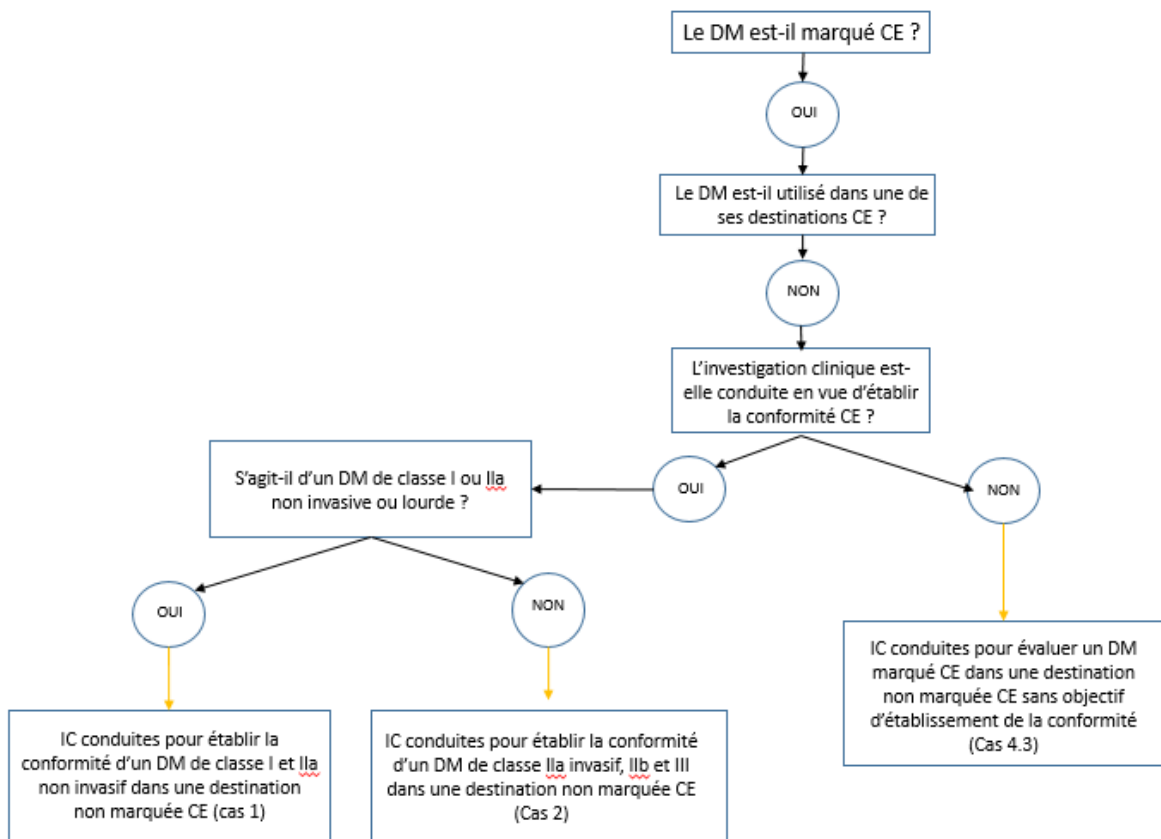 Le DM est-il marqué CE ?
OUI
Le DM est-il utilisé dans une de
ses destinations CE ?
NON
L’investigation clinique est-
elle conduite en vue d’établir
la conformité CE ?
S’agit-il d’un DM de classe I ou IIa
non invasive ou lourde ?
OUI
NON
OUI
NON
IC conduites pour évaluer un DM
marqué CE dans une destination
non marquée CE sans objectif
d’établissement de la conformité
(Cas 4.3)
IC conduites pour établir la
conformité d’un DM de classe I et IIa
non invasif dans une destination
non marquée CE (cas 1)
IC conduites pour établir la conformité
d’un DM de classe IIa invasif, IIb et III
dans une destination non marquée CE
(Cas 2)